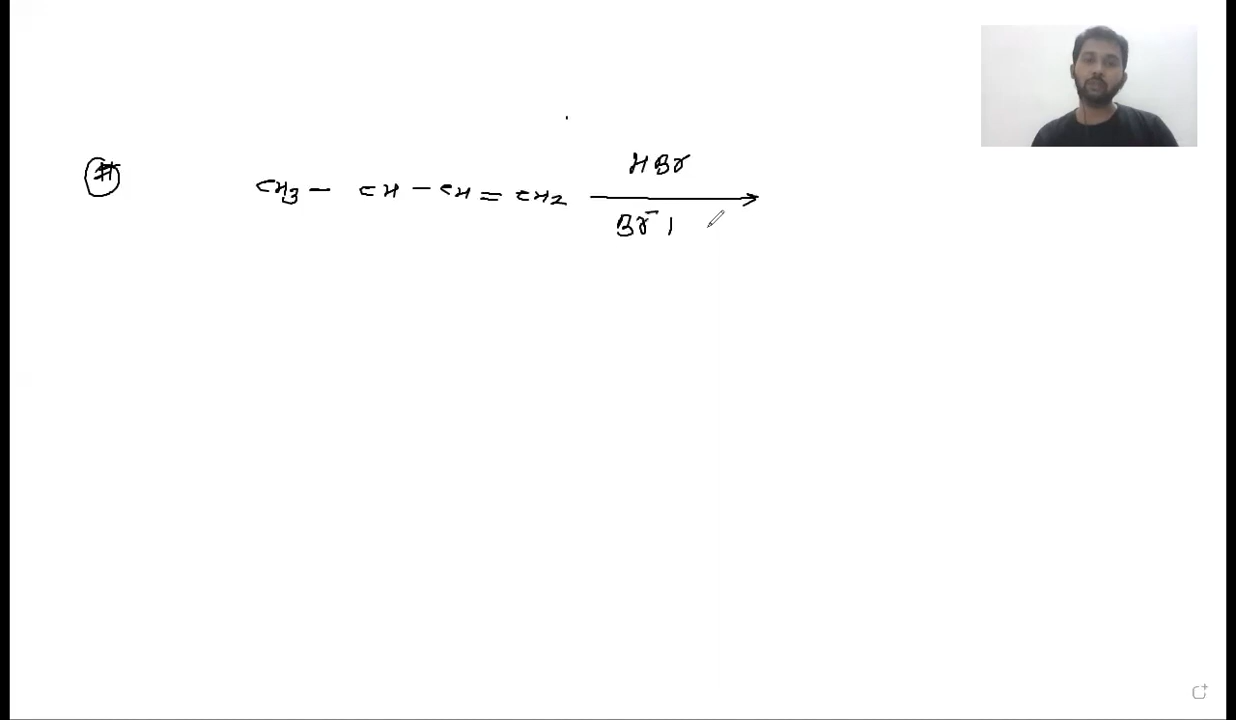 HBr
# CH3 - CH - CH = CH2 ⟶
Br⁻ /